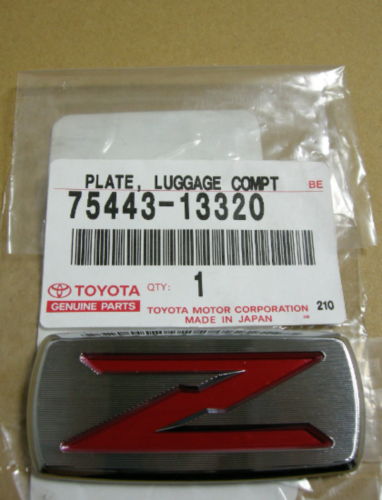 PLATE, LUGGAGE COMPT BE
75443-13320
TOYOTA QTY: 1
GENUINE PARTS
TOYOTA MOTOR CORPORATION 210
MADE IN JAPAN
Z